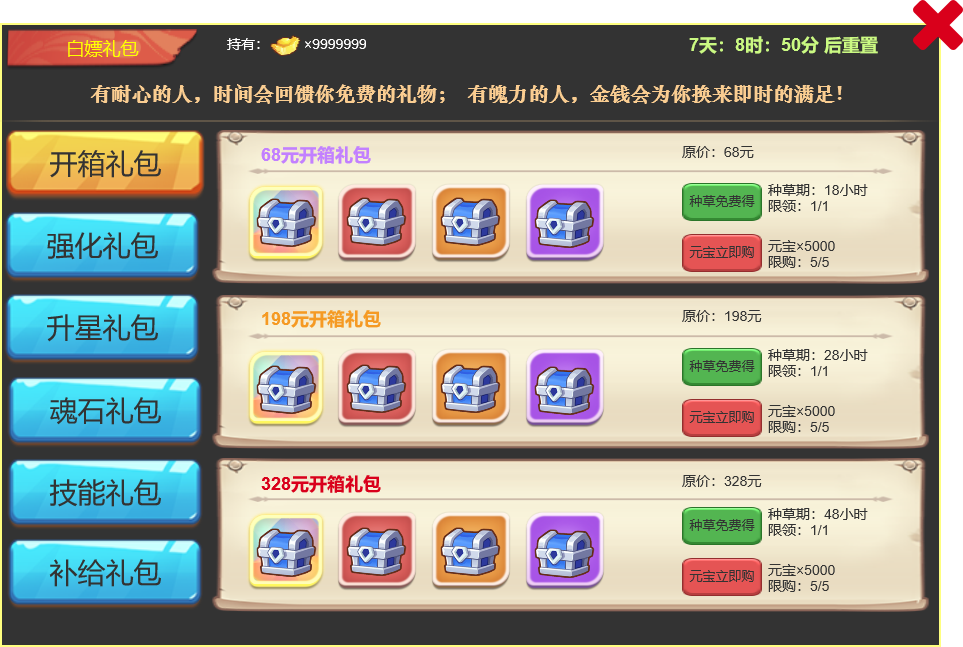 白嫖礼包
持有： ×9999999
7天：8时：50分 后重置
有耐心的人，时间会回馈你免费的礼物； 有魄力的人，金钱会为你换来即时的满足！
开箱礼包
强化礼包
升星礼包
魂石礼包
技能礼包
补给礼包
68元开箱礼包
原价：68元
种草免费得
种草期：18小时
限领：1/1
元宝立即购
元宝×5000
限购：5/5
198元开箱礼包
原价：198元
种草免费得
种草期：28小时
限领：1/1
元宝立即购
元宝×5000
限购：5/5
328元开箱礼包
原价：328元
种草免费得
种草期：48小时
限领：1/1
元宝立即购
元宝×5000
限购：5/5